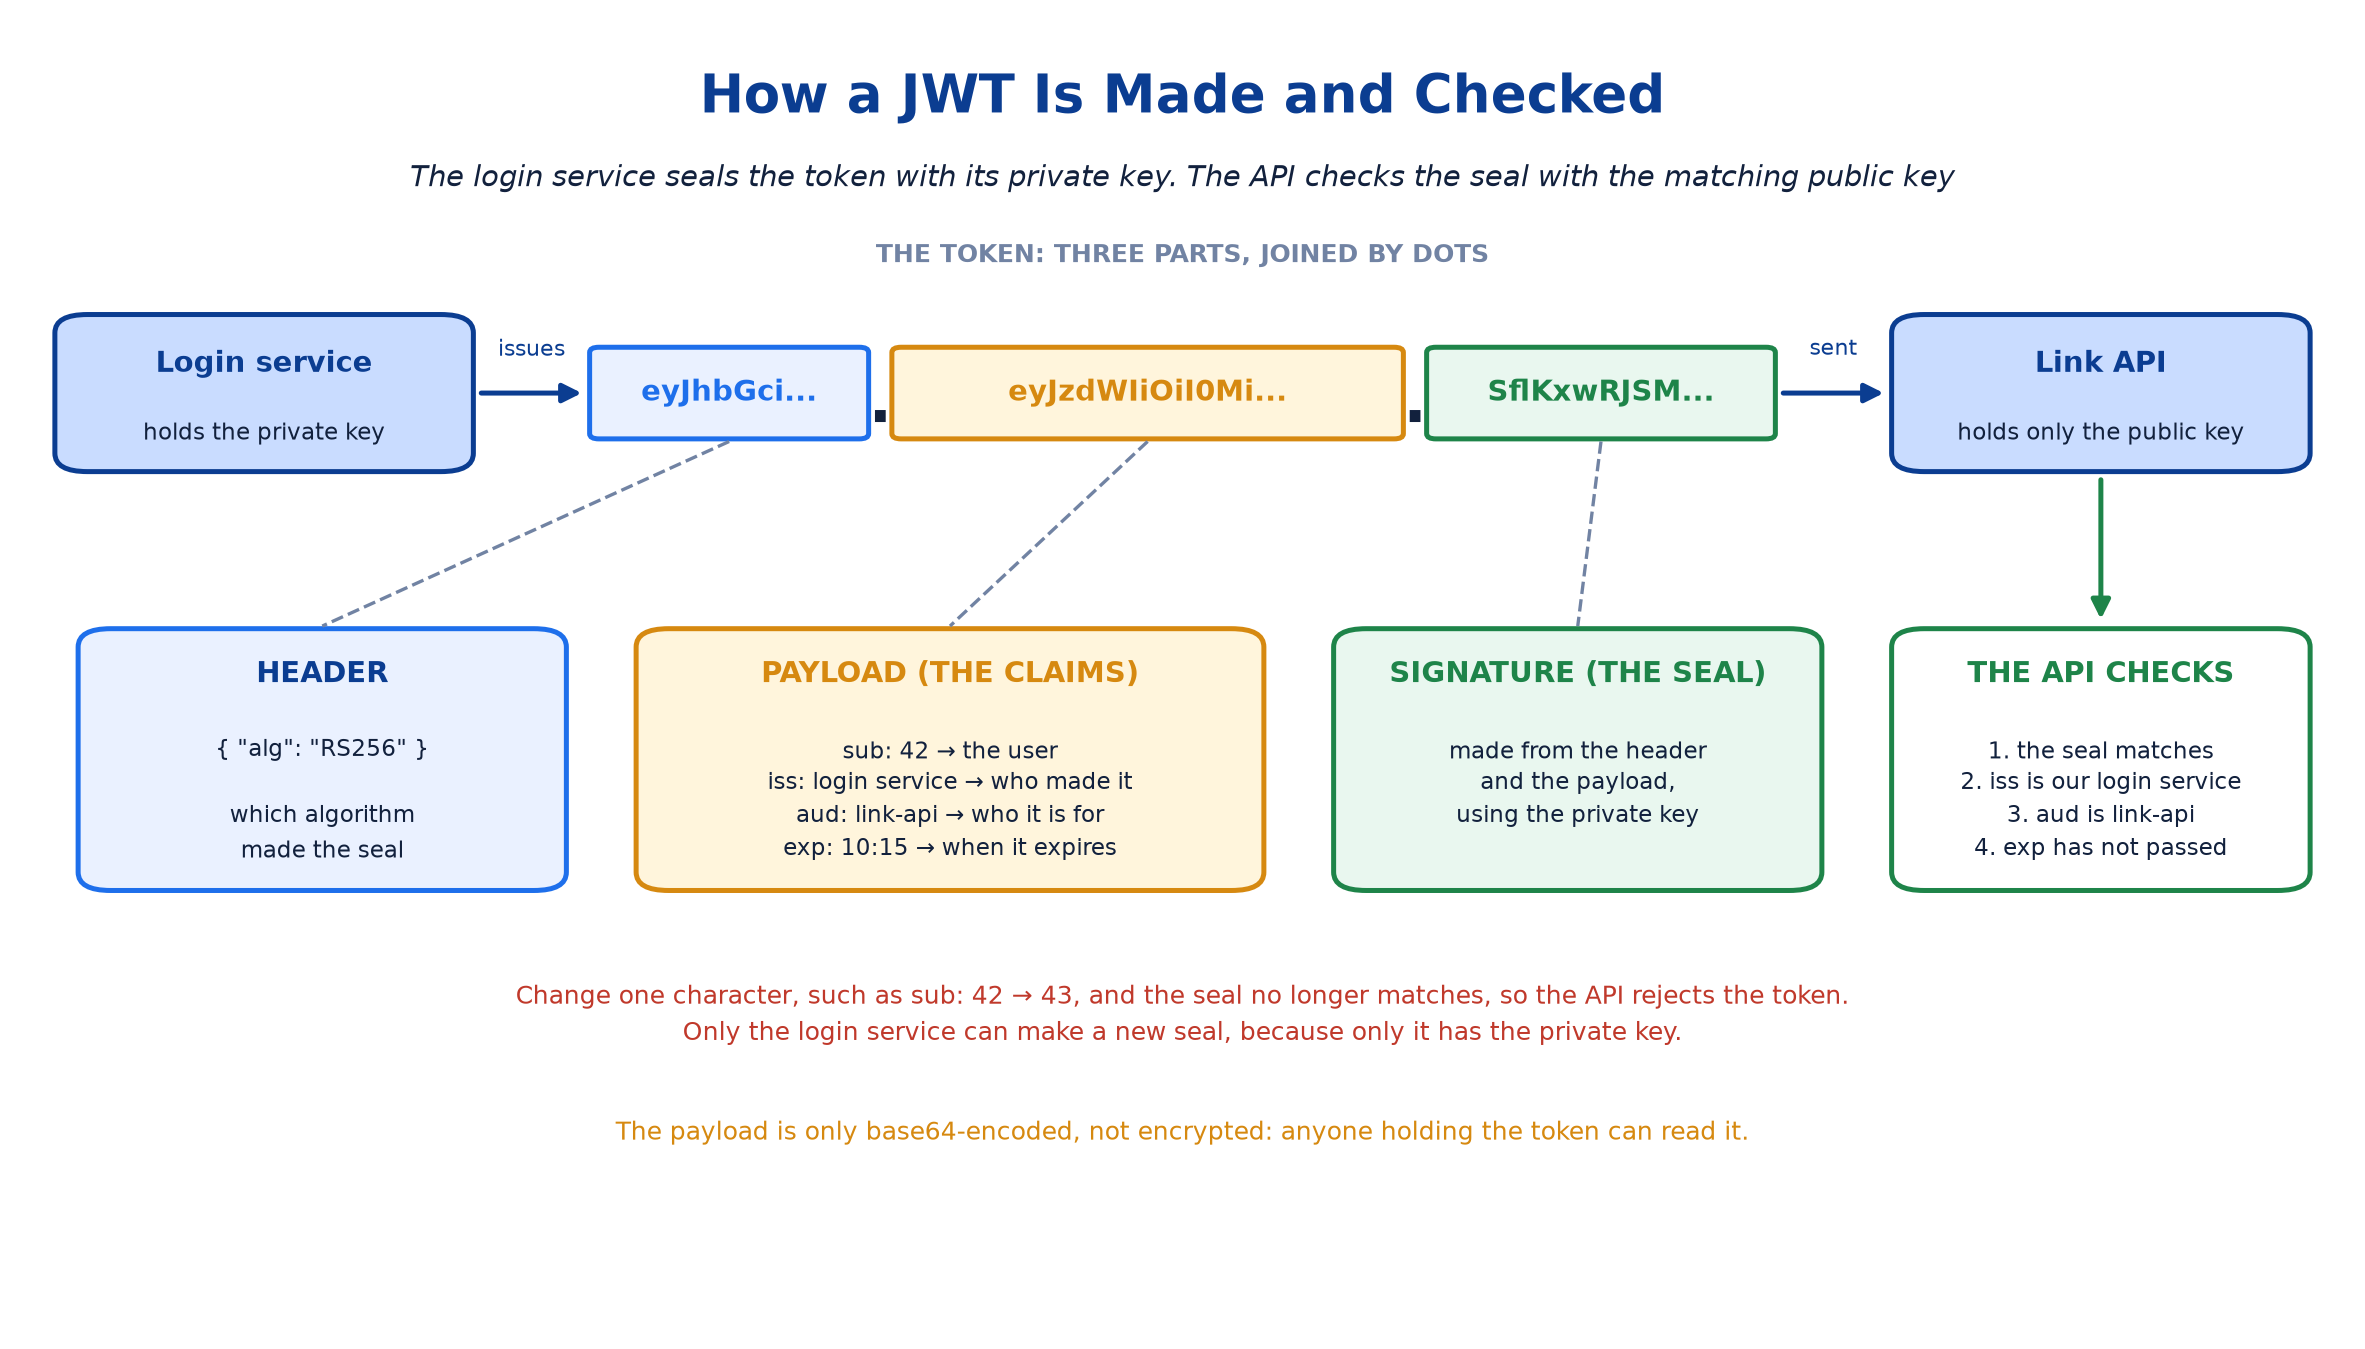 How a JWT Is Made and Checked
The login service seals the token with its private key. The API checks the seal with the matching public key
THE TOKEN: THREE PARTS, JOINED BY DOTS
Login service
holds the private key
issues
eyJhbGci...
.
eyJzdWIiOiI0Mi...
.
SflKxwRJSM...
sent
Link API
holds only the public key
HEADER
{ "alg": "RS256" }
which algorithm
made the seal
PAYLOAD (THE CLAIMS)
sub: 42 → the user
iss: login service → who made it
aud: link-api → who it is for
exp: 10:15 → when it expires
SIGNATURE (THE SEAL)
made from the header
and the payload,
using the private key
THE API CHECKS
1. the seal matches
2. iss is our login service
3. aud is link-api
4. exp has not passed
Change one character, such as sub: 42 → 43, and the seal no longer matches, so the API rejects the token.
Only the login service can make a new seal, because only it has the private key.
The payload is only base64-encoded, not encrypted: anyone holding the token can read it.